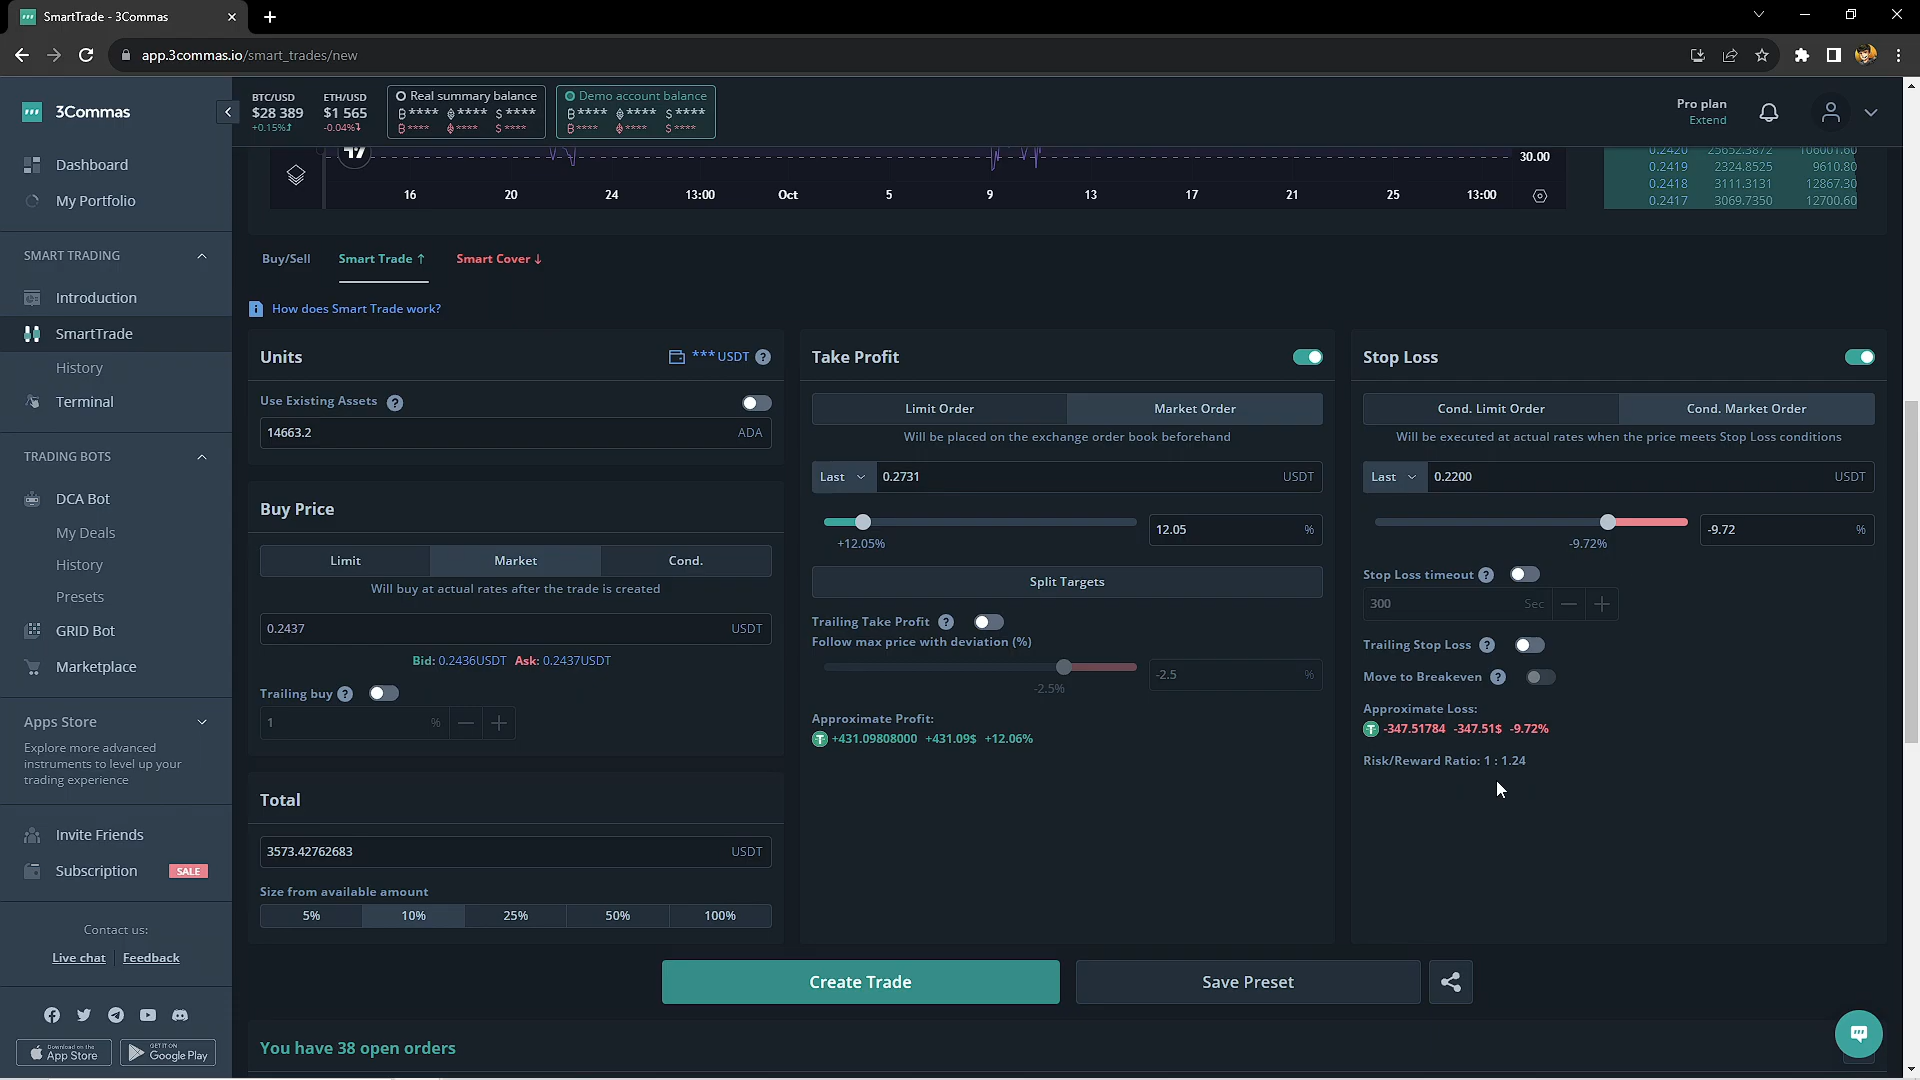 SmartTrade - 3Commas
app.3commas.io/smart_trades/new
3Commas
BTC/USD
$28 389
+0.15%
ETH/USD
$1 565
-0.04%
Real summary balance
**** **** $ ****
**** **** $ ****
Demo account balance
**** **** $ ****
**** **** $ ****
Pro plan
Extend
Dashboard
My Portfolio
SMART TRADING
Introduction
SmartTrade
History
Terminal
TRADING BOTS
DCA Bot
My Deals
History
Presets
GRID Bot
Marketplace
Apps Store
Explore more advanced
instruments to level up your
trading experience
Invite Friends
Subscription SALE
Contact us:
Live chat Feedback
Download on the
App Store
GET IT ON
Google Play
30.00
16 20 24 13:00 Oct 5 9 13 17 21 25 13:00
0.2420 25652.3872 106001.60
0.2419 2324.8525 9610.80
0.2418 3111.3131 12867.30
0.2417 3069.7350 12700.60
Buy/Sell Smart Trade ↑ Smart Cover ↓
How does Smart Trade work?
Units *** USDT ?
Use Existing Assets ?
14663.2 ADA
Buy Price
Limit Market Cond.
Will buy at actual rates after the trade is created
0.2437 USDT
Bid: 0.2436USDT Ask: 0.2437USDT
Trailing buy ?
1 % — +
Total
3573.42762683 USDT
Size from available amount
5% 10% 25% 50% 100%
Take Profit
Limit Order Market Order
Will be placed on the exchange order book beforehand
Last 0.2731 USDT
+12.05%
12.05 %
Split Targets
Trailing Take Profit ?
Follow max price with deviation (%)
-2.5%
-2.5 %
Approximate Profit:
+431.09808000 +431.09$ +12.06%
Stop Loss
Cond. Limit Order Cond. Market Order
Will be executed at actual rates when the price meets Stop Loss conditions
Last 0.2200 USDT
-9.72%
-9.72 %
Stop Loss timeout ?
300 Sec — +
Trailing Stop Loss ?
Move to Breakeven ?
Approximate Loss:
-347.51784 -347.51$ -9.72%
Risk/Reward Ratio: 1 : 1.24
Create Trade
Save Preset
You have 38 open orders